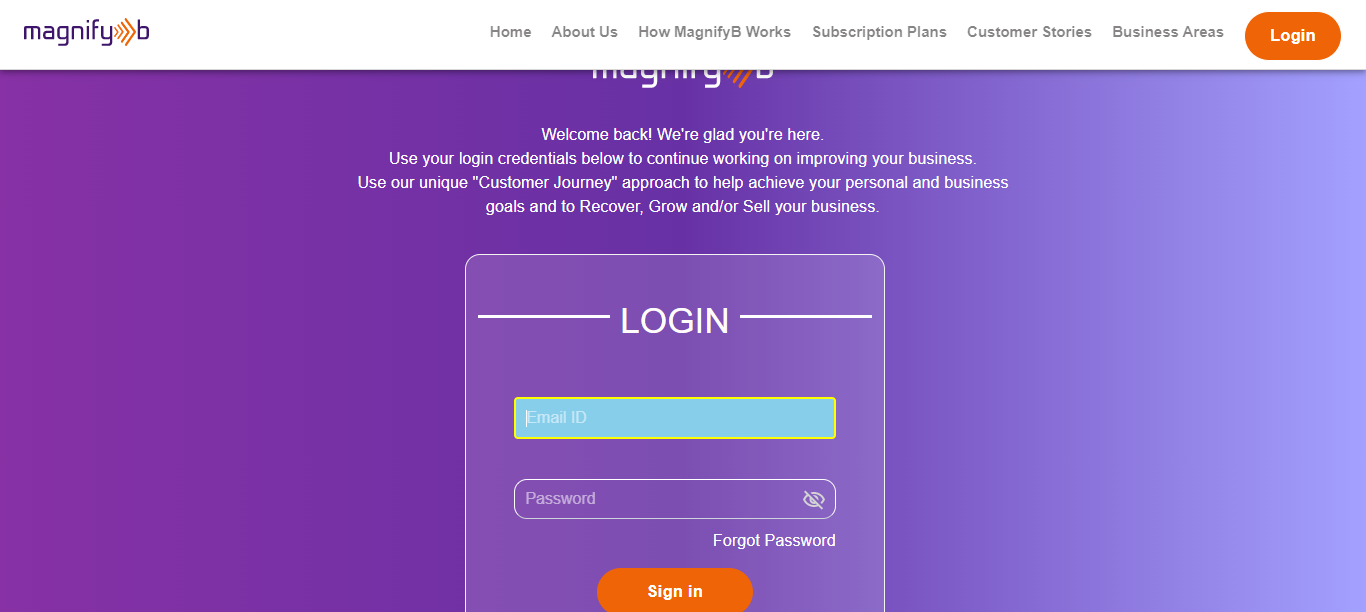 magnify b
Home About Us How MagnifyB Works Subscription Plans Customer Stories Business Areas Login
magnify b
Welcome back! We're glad you're here.
Use your login credentials below to continue working on improving your business.
Use our unique "Customer Journey" approach to help achieve your personal and business
goals and to Recover, Grow and/or Sell your business.
LOGIN
Email ID
Password
Forgot Password
Sign in